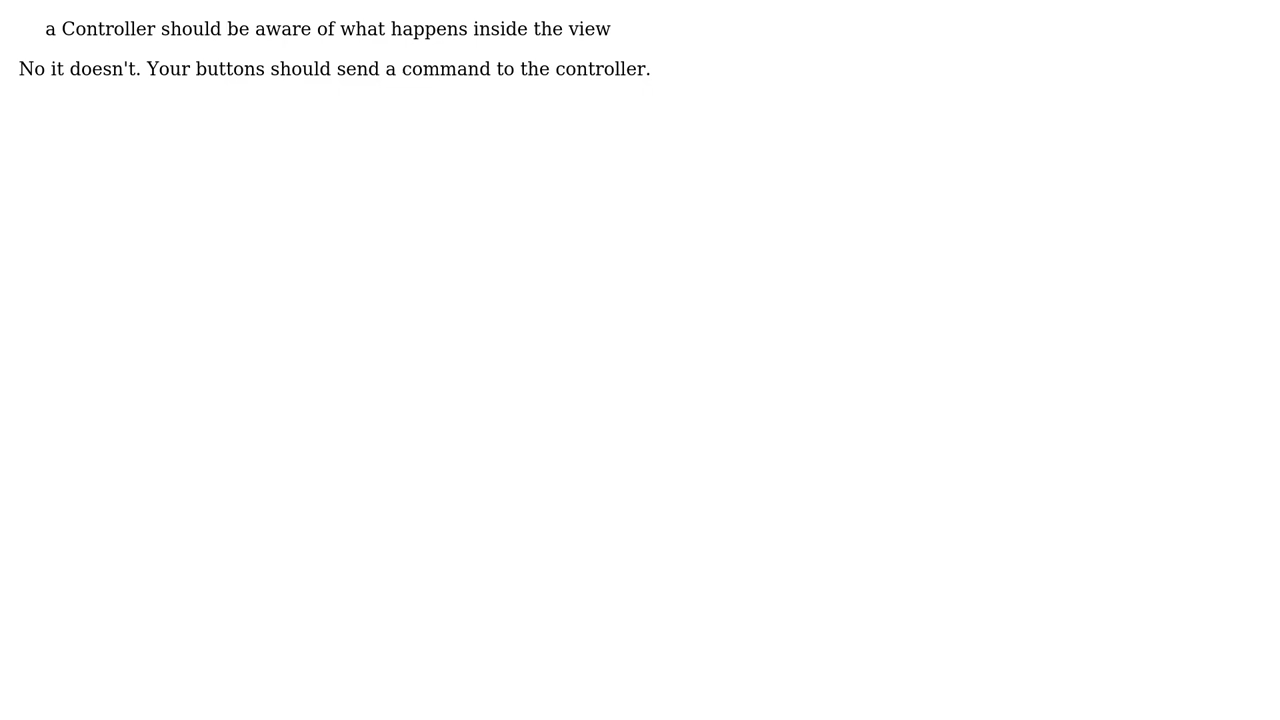 a Controller should be aware of what happens inside the view
No it doesn't. Your buttons should send a command to the controller.